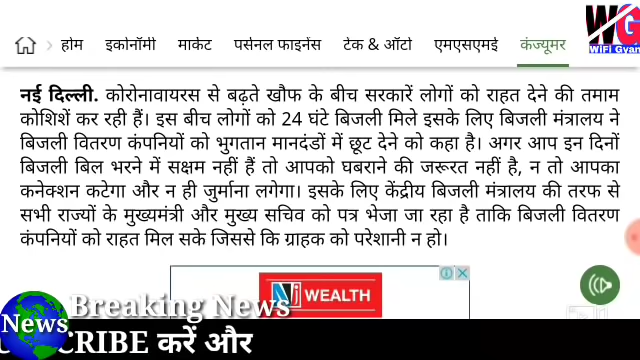 WG
WiFi Gyan
होम इकोनॉमी मार्केट पर्सनल फाइनेंस टेक & ऑटो एमएसएमई कंज्यूमर
नई दिल्ली. कोरोनावायरस से बढ़ते खौफ के बीच सरकारें लोगों को राहत देने की तमाम
कोशिशें कर रही हैं। इस बीच लोगों को 24 घंटे बिजली मिले इसके लिए बिजली मंत्रालय ने
बिजली वितरण कंपनियों को भुगतान मानदंडों में छूट देने को कहा है। अगर आप इन दिनों
बिजली बिल भरने में सक्षम नहीं हैं तो आपको घबराने की जरूरत नहीं है, न तो आपका
कनेक्शन कटेगा और न ही जुर्माना लगेगा। इसके लिए केंद्रीय बिजली मंत्रालय की तरफ से
सभी राज्यों के मुख्यमंत्री और मुख्य सचिव को पत्र भेजा जा रहा है ताकि बिजली वितरण
कंपनियों को राहत मिल सके जिससे कि ग्राहक को परेशानी न हो।
WEALTH
Breaking News
News
CRIBE करें और